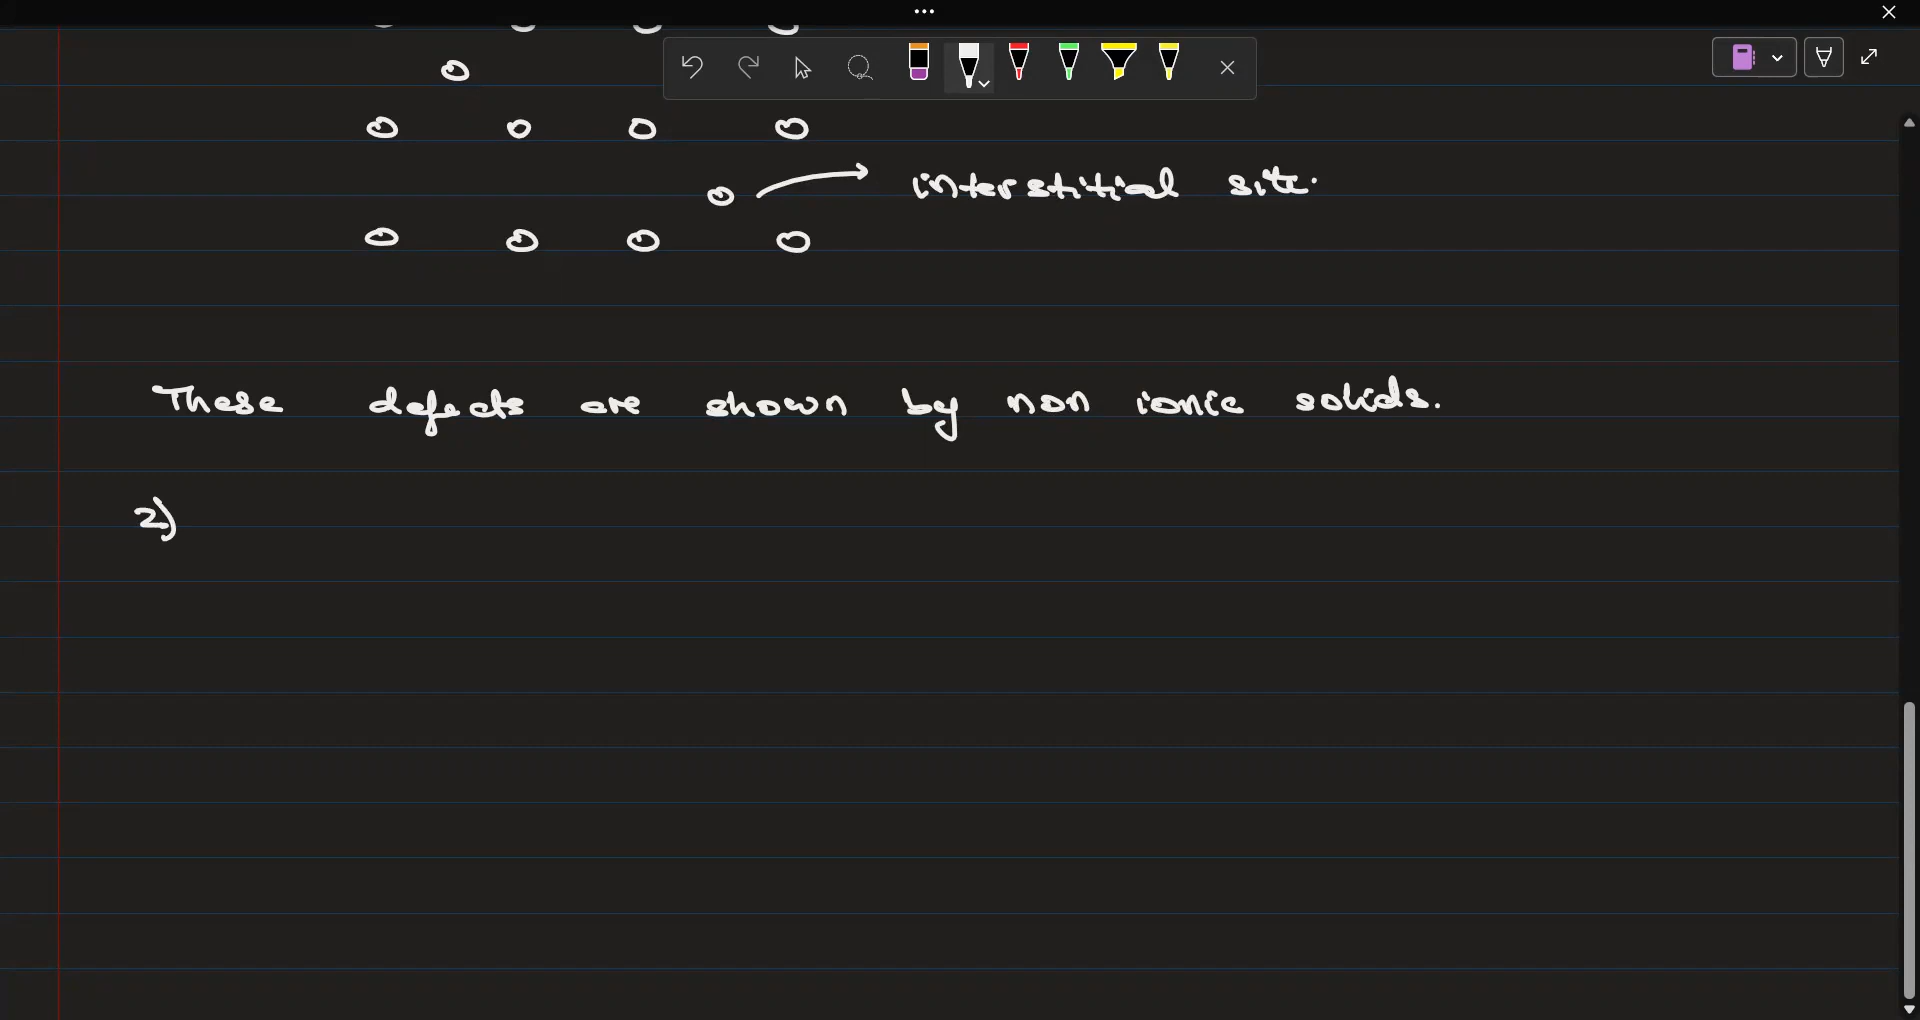 interstitial site.
These defects are shown by non ionic solids.
2)